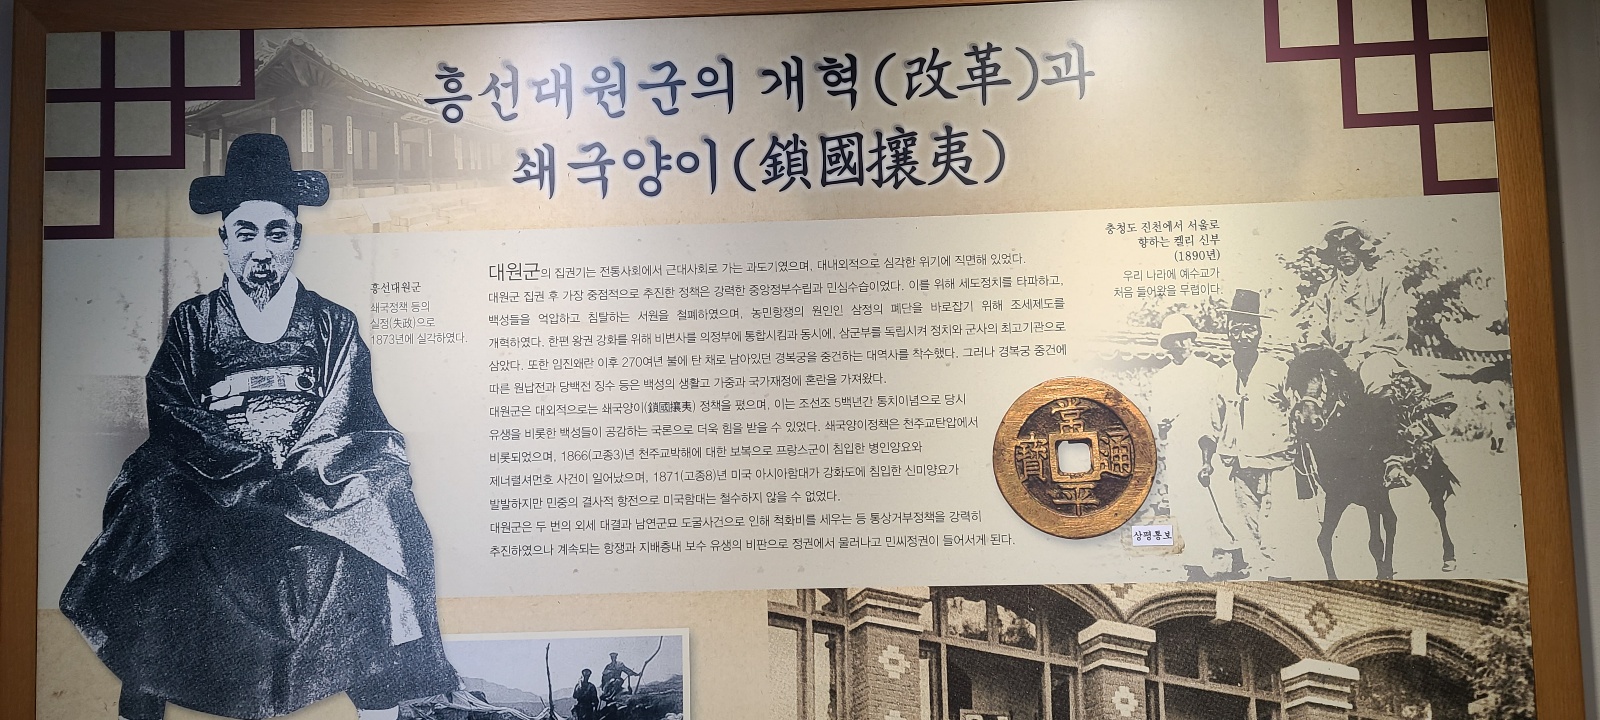 흥선대원군의 개혁(改革)과
쇄국양이(鎖國攘夷)
흥선대원군
쇄국정책 등의
실정(失政)으로
1873년에 실각하였다.
대원군의 집권기는 전통사회에서 근대사회로 가는 과도기였으며, 대내외적으로 심각한 위기에 직면해 있었다.
대원군 집권 후 가장 중점적으로 추진한 정책은 강력한 중앙정부수립과 민심수습이었다. 이를 위해 세도정치를 타파하고,
백성들을 억압하고 침탈하는 서원을 철폐하였으며, 농민항쟁의 원인인 삼정의 폐단을 바로잡기 위해 조세제도를
개혁하였다. 한편 왕권 강화를 위해 비변사를 의정부에 통합시킴과 동시에, 삼군부를 독립시켜 정치와 군사의 최고기관으로
삼았다. 또한 임진왜란 이후 270여년 불에 탄 채로 남아있던 경복궁을 중건하는 대역사를 착수했다. 그러나 경복궁 중건에
따른 원납전과 당백전 징수 등은 백성의 생활고 가중과 국가재정에 혼란을 가져왔다.
대원군은 대외적으로는 쇄국양이(鎖國攘夷) 정책을 폈으며, 이는 조선조 5백년간 통치이념으로 당시
유생을 비롯한 백성들이 공감하는 국론으로 더욱 힘을 받을 수 있었다. 쇄국양이정책은 천주교탄압에서
비롯되었으며, 1866(고종3)년 천주교박해에 대한 보복으로 프랑스군이 침입한 병인양요와
제너럴셔먼호 사건이 일어났으며, 1871(고종8)년 미국 아시아함대가 강화도에 침입한 신미양요가
발발하지만 민중의 결사적 항전으로 미국함대는 철수하지 않을 수 없었다.
대원군은 두 번의 외세 대결과 남연군묘 도굴사건으로 인해 척화비를 세우는 등 통상거부정책을 강력히
추진하였으나 계속되는 항쟁과 지배층내 보수 유생의 비판으로 정권에서 물러나고 민씨정권이 들어서게 된다.
常
寶 通
平
상평통보
충청도 진천에서 서울로
향하는 켈리 신부
(1890년)
우리 나라에 예수교가
처음 들어왔을 무렵이다.